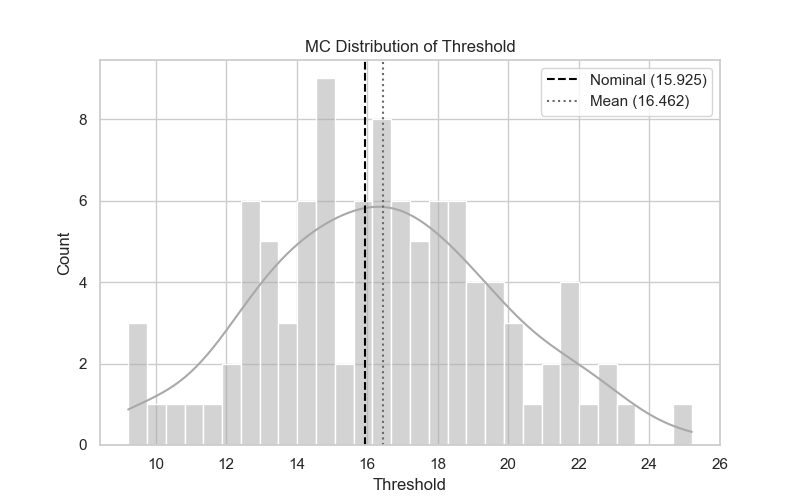 MC Distribution of Threshold
Nominal (15.925)
Mean (16.462)
Count
8
6
4
2
0
10 12 14 16 18 20 22 24 26
Threshold